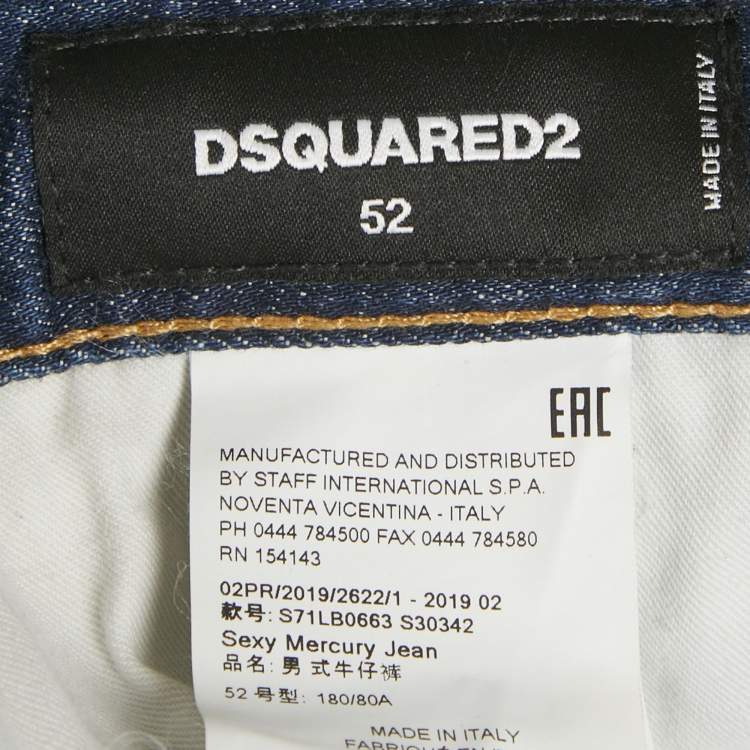 DSQUARED2
52
MADE IN ITALY
EAC
MANUFACTURED AND DISTRIBUTED
BY STAFF INTERNATIONAL S.P.A.
NOVENTA VICENTINA - ITALY
PH 0444 784500 FAX 0444 784580
RN 154143
02PR/2019/2622/1 - 2019 02
款号: S71LB0663 S30342
Sexy Mercury Jean
品名: 男式牛仔裤
52 号型: 180/80A
MADE IN ITALY